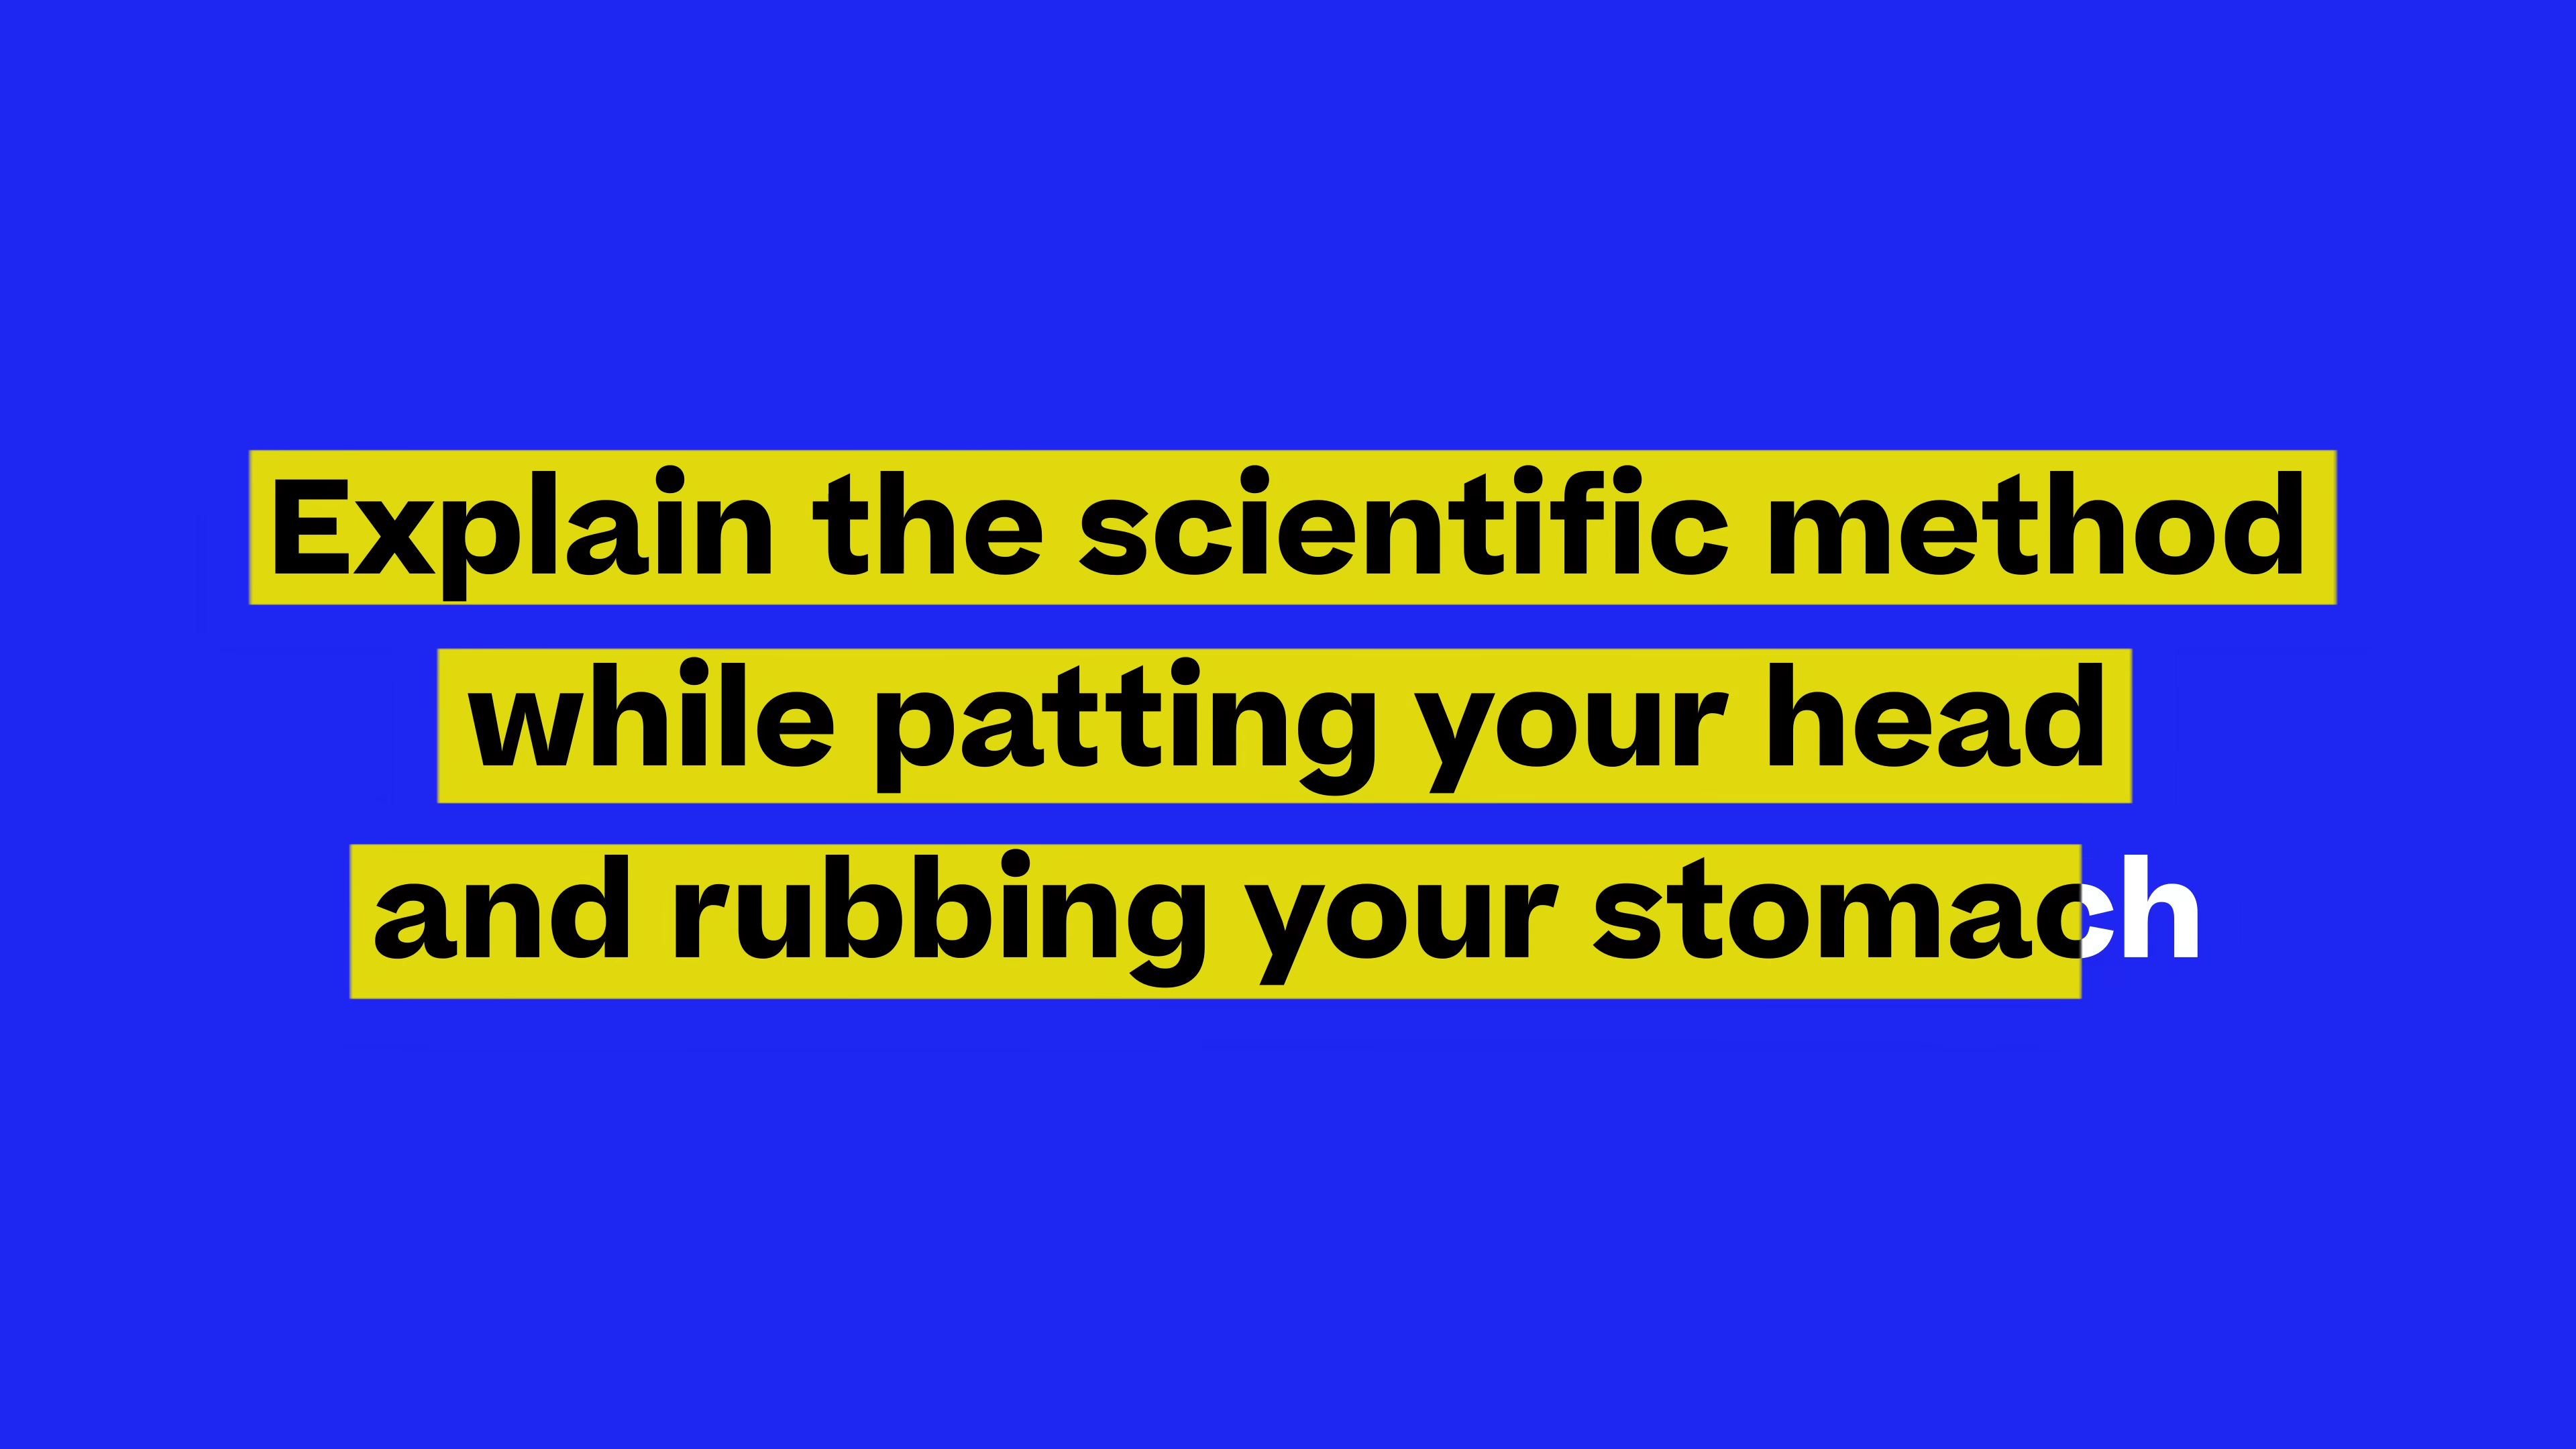 Explain the scientific method
while patting your head
and rubbing your stomach